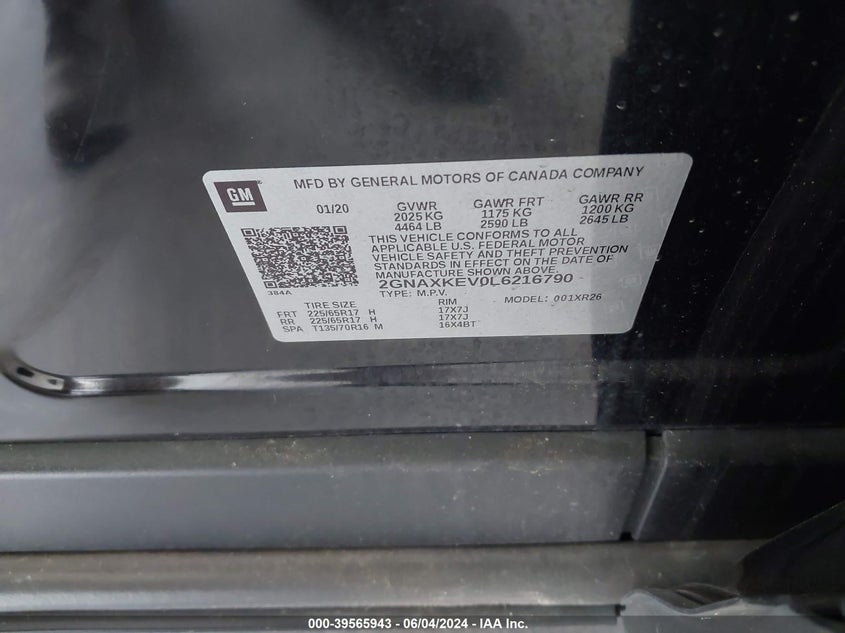 GM
MFD BY GENERAL MOTORS OF CANADA COMPANY
01/20 GVWR GAWR FRT GAWR RR
2025 KG 1175 KG 1200 KG
4464 LB 2590 LB 2645 LB
THIS VEHICLE CONFORMS TO ALL
APPLICABLE U.S. FEDERAL MOTOR
VEHICLE SAFETY AND THEFT PREVENTION
STANDARDS IN EFFECT ON THE DATE OF
MANUFACTURE SHOWN ABOVE.
384A
2GNAXKEV0L6216790
TYPE: M.P.V. MODEL: 001XR26
TIRE SIZE RIM
FRT 225/65R17 H 17X7J
RR 225/65R17 H 17X7J
SPA T135/70R16 M 16X4BT
000-39565943 | 06/04/2024 - IAA Inc.